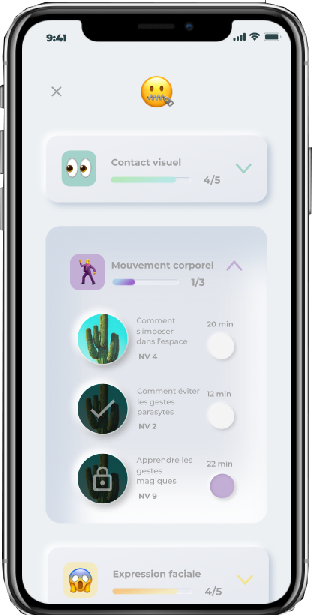 9:41
Contact visuel
4/5
Mouvement corporel
1/3
Comment
s'imposer
dans l'espace
20 min
NV 4
Comment éviter
les gestes
parasytes
12 min
NV 2
Apprendre les
gestes
magiques
22 min
NV 9
Expression faciale
4/5